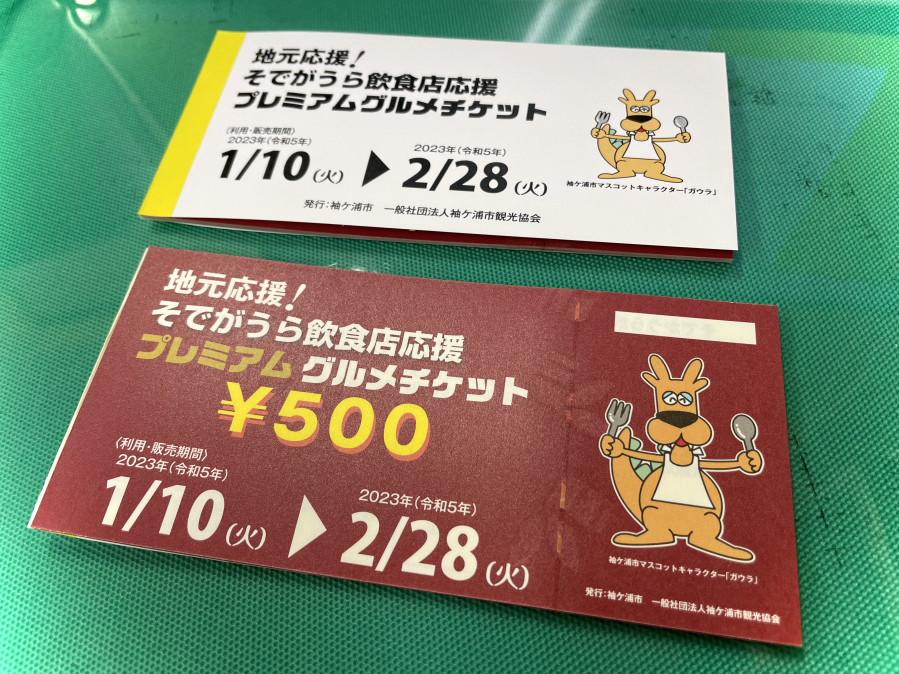 地元応援!
そでがうら飲食店応援
プレミアムグルメチケット
〈利用・販売期間〉
2023年(令和5年)
1/10(火)
2023年(令和5年)
2/28(火)
発行:袖ケ浦市 一般社団法人袖ケ浦市観光協会
袖ケ浦市マスコットキャラクター「ガウラ」
地元応援!
そでがうら飲食店応援
プレミアム グルメチケット
¥500
〈利用・販売期間〉
2023年(令和5年)
1/10(火)
2023年(令和5年)
2/28(火)
袖ケ浦市マスコットキャラクター「ガウラ」
発行:袖ケ浦市 一般社団法人袖ケ浦市観光協会